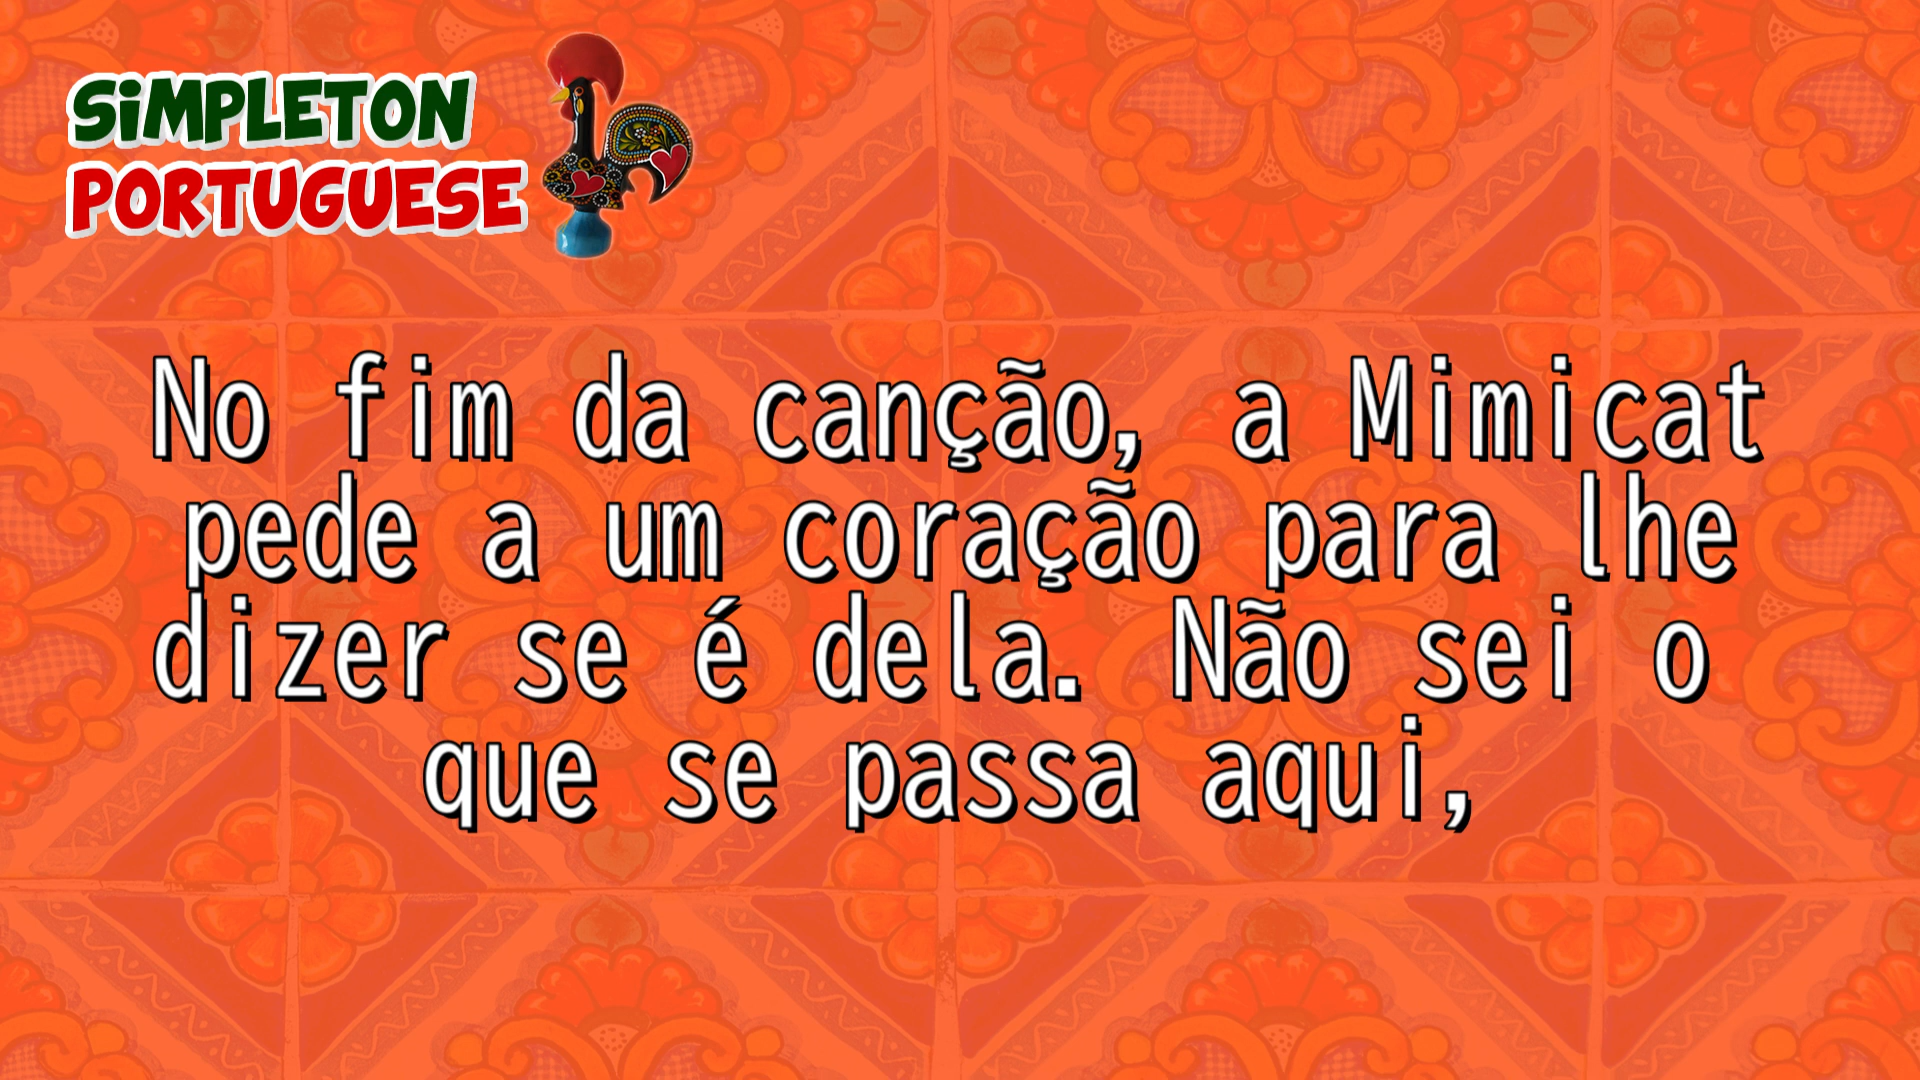 SiMPLETON
PORTUGUESE
No fim da canção, a Mimicat
pede a um coração para lhe
dizer se é dela. Não sei o
que se passa aqui,